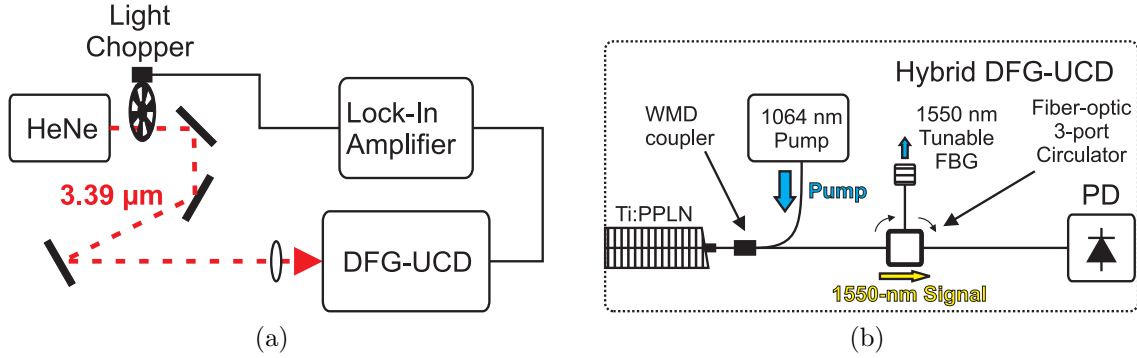 Light
Chopper
HeNe
Lock-In
Amplifier
3.39 µm
DFG-UCD
(a)
Hybrid DFG-UCD
WMD
coupler
1064 nm
Pump
1550 nm
Tunable
FBG
Fiber-optic
3-port
Circulator
Pump
PD
Ti:PPLN
1550-nm Signal
(b)